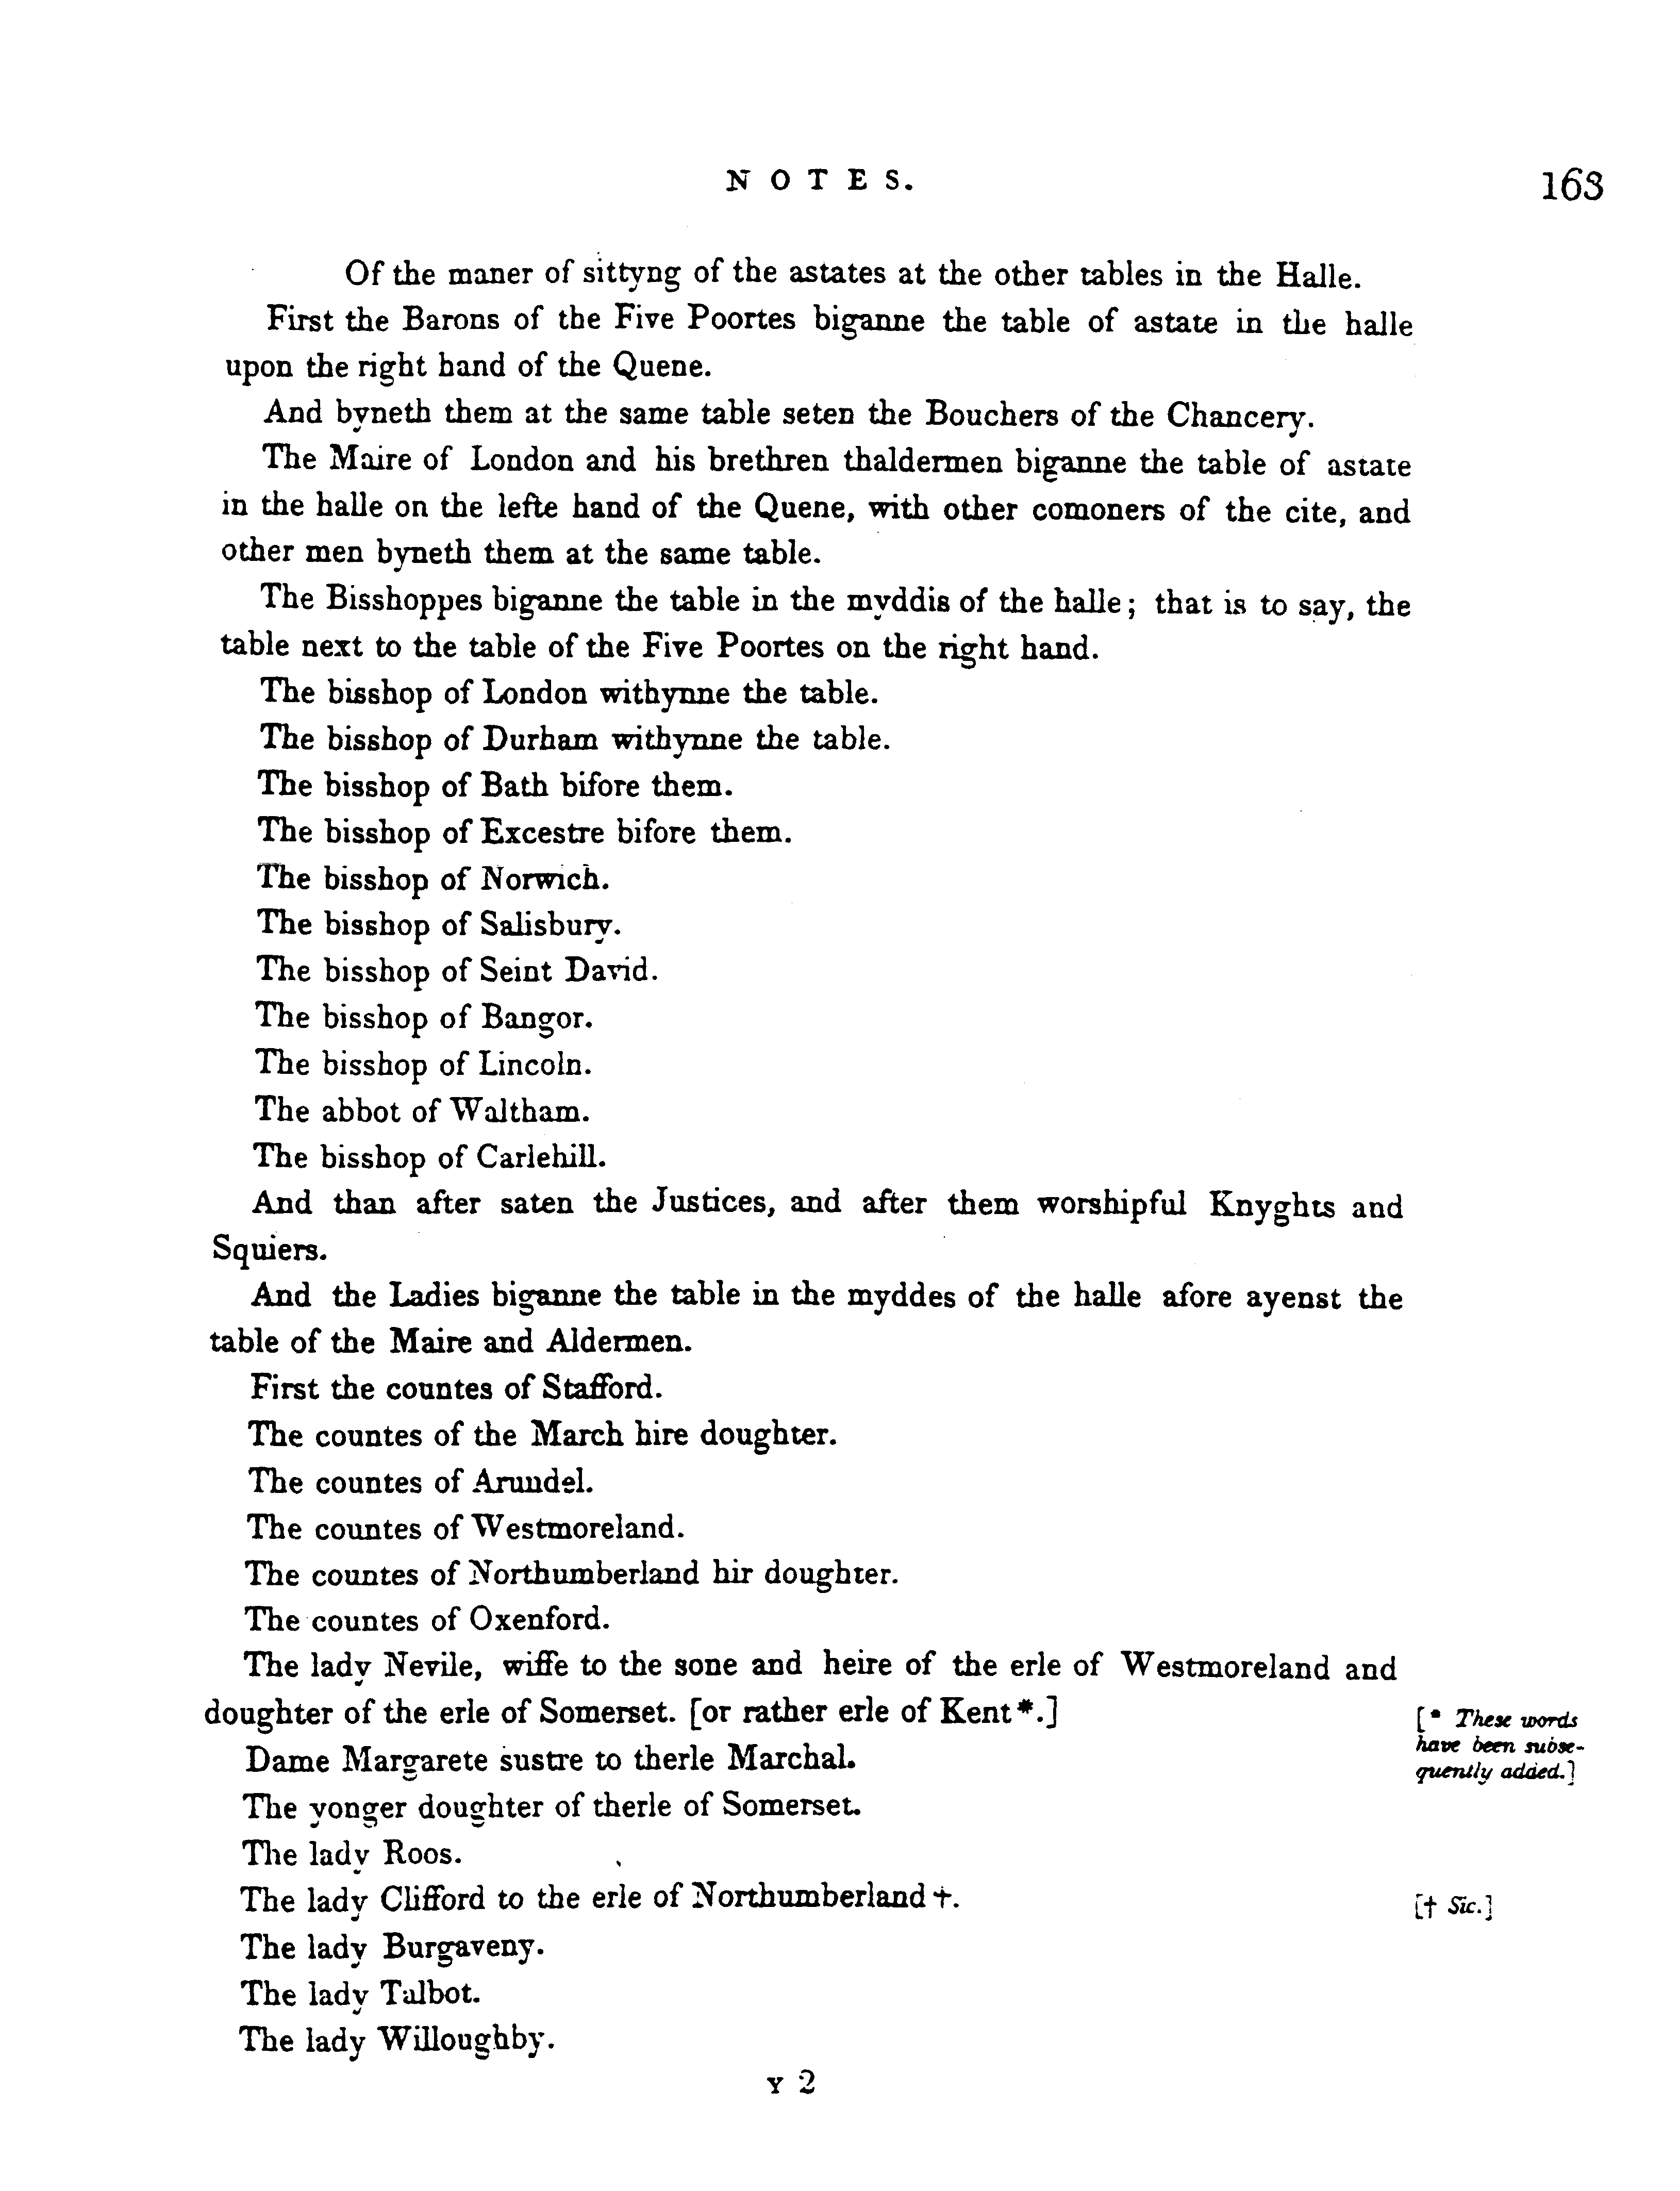 NOTES.
163
Of the maner of sittyng of the astates at the other tables in the Halle.
First the Barons of the Five Poortes biganne the table of astate in the halle
upon the right hand of the Quene.
And byneth them at the same table seten the Bouchers of the Chancery.
The Maire of London and his brethren thaldermen biganne the table of astate
in the halle on the lefte hand of the Quene, with other comoners of the cite, and
other men byneth them at the same table.
The Bisshoppes biganne the table in the myddis of the halle; that is to say, the
table next to the table of the Five Poortes on the right hand.
The bisshop of London withynne the table.
The bisshop of Durham withynne the table.
The bisshop of Bath bifore them.
The bisshop of Excestre bifore them.
The bisshop of Norwich.
The bisshop of Salisbury.
The bisshop of Seint David.
The bisshop of Bangor.
The bisshop of Lincoln.
The abbot of Waltham.
The bisshop of Carlehill.
And than after saten the Justices, and after them worshipful Knyghts and
Squiers.
And the Ladies biganne the table in the myddes of the halle afore ayenst the
table of the Maire and Aldermen.
First the countes of Stafford.
The countes of the March hire doughter.
The countes of Arundel.
The countes of Westmoreland.
The countes of Northumberland hir doughter.
The countes of Oxenford.
The lady Nevile, wiffe to the sone and heire of the erle of Westmoreland and
doughter of the erle of Somerset. [or rather erle of Kent*.]
[* These words
have been subse-
quently added.]
Dame Margarete sustre to therle Marchal.
The yonger doughter of therle of Somerset.
The lady Roos.
The lady Clifford to the erle of Northumberland †.
[† Sic.]
The lady Burgaveny.
The lady Talbot.
The lady Willoughby.
Y 2